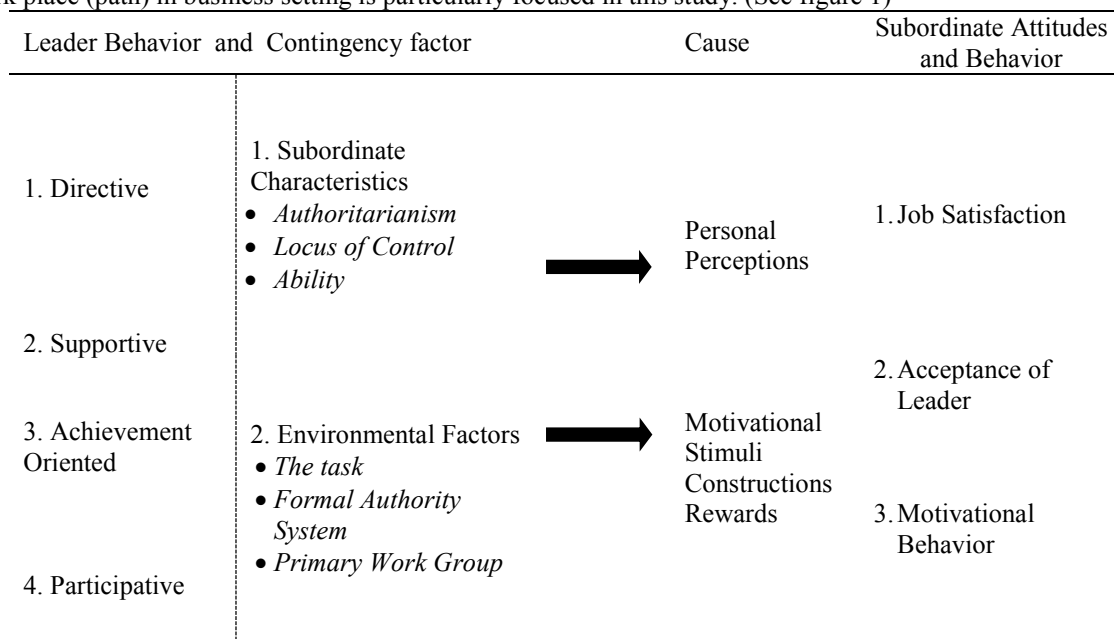 place (path) in business setting is particularly focused in this study. (See figure 1)
Leader Behavior and Contingency factor
Cause
Subordinate Attitudes
and Behavior
1. Directive
2. Supportive
3. Achievement
Oriented
4. Participative
1. Subordinate
Characteristics
• Authoritarianism
• Locus of Control
• Ability
2. Environmental Factors
• The task
• Formal Authority
System
• Primary Work Group
Personal
Perceptions
Motivational
Stimuli
Constructions
Rewards
1. Job Satisfaction
2. Acceptance of
Leader
3. Motivational
Behavior